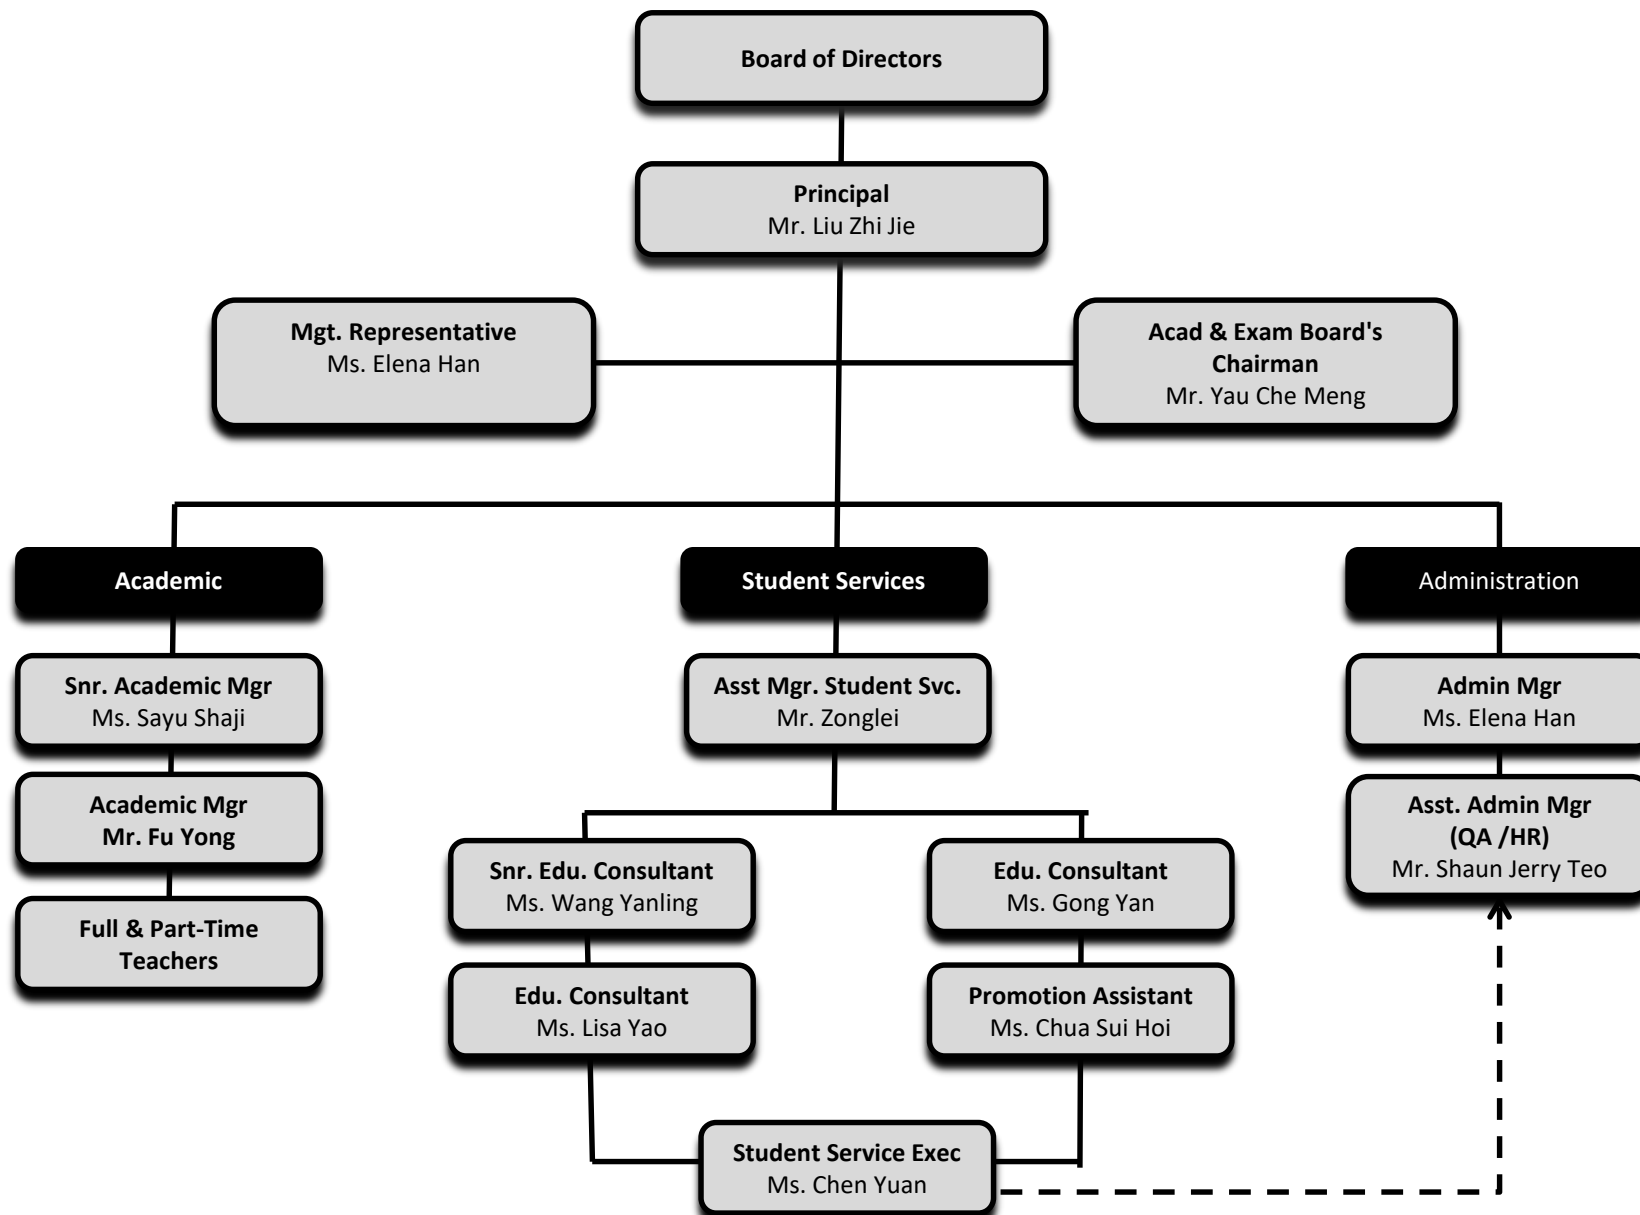 Board of Directors
Principal
Mr. Liu Zhi Jie
Mgt. Representative
Ms. Elena Han
Acad & Exam Board's
Chairman
Mr. Yau Che Meng
Academic
Student Services
Administration
Snr. Academic Mgr
Ms. Sayu Shaji
Asst Mgr. Student Svc.
Mr. Zonglei
Admin Mgr
Ms. Elena Han
Academic Mgr
Mr. Fu Yong
Asst. Admin Mgr
(QA /HR)
Mr. Shaun Jerry Teo
Snr. Edu. Consultant
Ms. Wang Yanling
Edu. Consultant
Ms. Gong Yan
Full & Part-Time
Teachers
Edu. Consultant
Ms. Lisa Yao
Promotion Assistant
Ms. Chua Sui Hoi
Student Service Exec
Ms. Chen Yuan